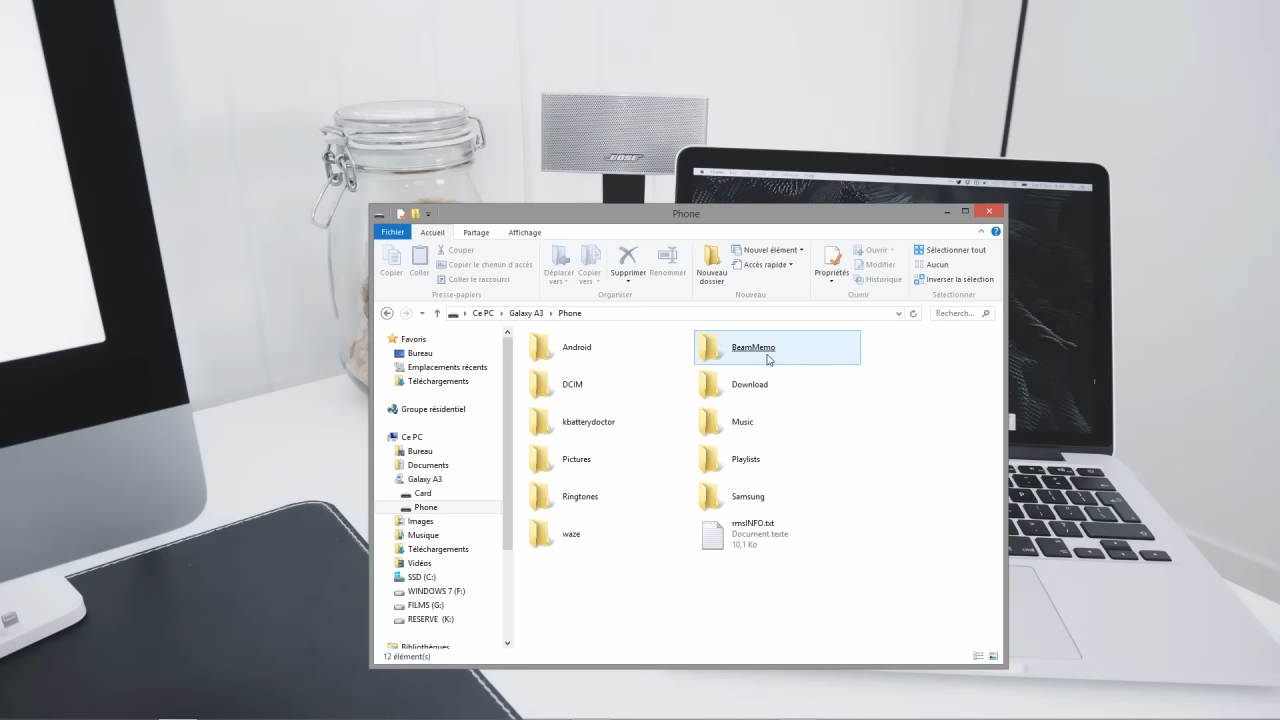 BOSE
Phone
Fichier
Accueil
Partage
Affichage
Copier
Coller
Couper
Copier le chemin d'accès
Coller le raccourci
Presse-papiers
Déplacer vers
Copier vers
Supprimer
Renommer
Organiser
Nouveau dossier
Nouvel élément
Accès rapide
Nouveau
Propriétés
Ouvrir
Modifier
Historique
Ouvrir
Sélectionner tout
Aucun
Inverser la sélection
Sélectionner
Ce PC
Galaxy A3
Phone
Recherch...
Favoris
Bureau
Emplacements récents
Téléchargements
Groupe résidentiel
Ce PC
Bureau
Documents
Galaxy A3
Card
Phone
Images
Musique
Téléchargements
Vidéos
SSD (C:)
WINDOWS 7 (F:)
FILMS (G:)
RESERVE (K:)
Bibliothèques
Android
BeamMemo
DCIM
Download
kbatterydoctor
Music
Pictures
Playlists
Ringtones
Samsung
waze
rmsINFO.txt
Document texte
10,1 Ko
12 élément(s)